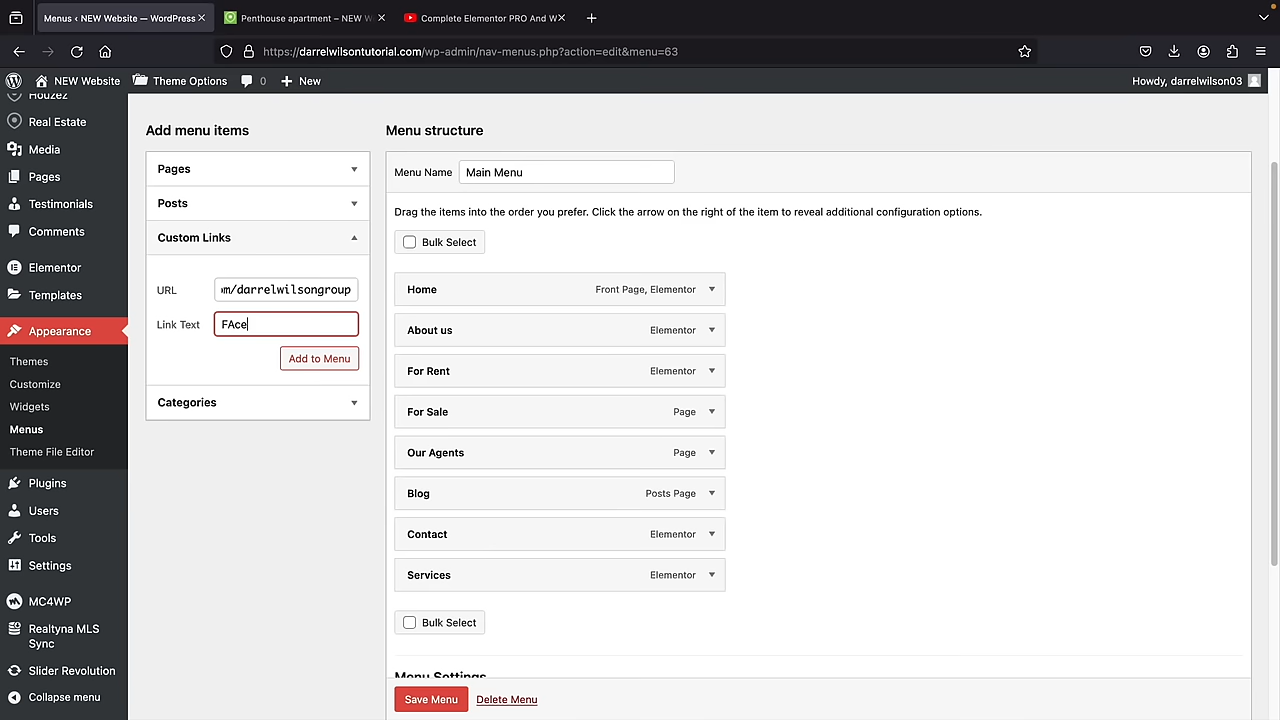 Menus ‹ NEW Website — WordPress
Penthouse apartment – NEW W
Complete Elementor PRO And W
https://darrelwilsontutorial.com/wp-admin/nav-menus.php?action=edit&menu=63
NEW Website
Theme Options
0
New
Howdy, darrelwilson03
Houzez
Real Estate
Media
Pages
Testimonials
Comments
Elementor
Templates
Appearance
Themes
Customize
Widgets
Menus
Theme File Editor
Plugins
Users
Tools
Settings
MC4WP
Realtyna MLS
Sync
Slider Revolution
Collapse menu
Add menu items
Pages
Posts
Custom Links
URL
m/darrelwilsongroup
Link Text
FAce
Add to Menu
Categories
Menu structure
Menu Name
Main Menu
Drag the items into the order you prefer. Click the arrow on the right of the item to reveal additional configuration options.
Bulk Select
Home
Front Page, Elementor
About us
Elementor
For Rent
Elementor
For Sale
Page
Our Agents
Page
Blog
Posts Page
Contact
Elementor
Services
Elementor
Bulk Select
Menu Settings
Save Menu
Delete Menu